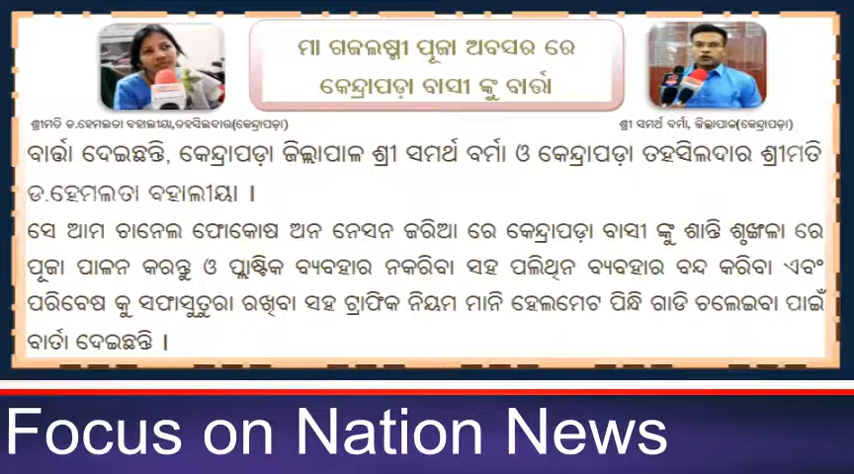 ମା ଗଜଲକ୍ଷ୍ମୀ ପୂଜା ଅବସର ରେ
କେନ୍ଦ୍ରାପଡ଼ା ବାସୀ ଙ୍କୁ ବାର୍ତ୍ତା
ଶ୍ରୀମତି ଡ.ହେମଲତା ବହାଲୀୟା,ତହସିଲଦାର(କେନ୍ଦ୍ରାପଡ଼ା)
ଶ୍ରୀ ସମର୍ଥ ବର୍ମା, ଜିଲ୍ଲାପାଳ(କେନ୍ଦ୍ରାପଡ଼ା)
ବାର୍ତ୍ତା ଦେଇଛନ୍ତି, କେନ୍ଦ୍ରାପଡ଼ା ଜିଲ୍ଲାପାଳ ଶ୍ରୀ ସମର୍ଥ ବର୍ମା ଓ କେନ୍ଦ୍ରାପଡ଼ା ତହସିଲଦାର ଶ୍ରୀମତି
ଡ.ହେମଲତା ବହାଲୀୟା ।
ସେ ଆମ ଚାନେଲ ଫୋକୋଷ ଅନ ନେସନ ଜରିଆ ରେ କେନ୍ଦ୍ରାପଡ଼ା ବାସୀ ଙ୍କୁ ଶାନ୍ତି ଶୃଙ୍ଖଳା ରେ
ପୂଜା ପାଳନ କରନ୍ତୁ ଓ ପ୍ଲାଷ୍ଟିକ ବ୍ୟବହାର ନକରିବା ସହ ପଲିଥିନ ବ୍ୟବହାର ବନ୍ଦ କରିବା ଏବଂ
ପରିବେଷ କୁ ସଫାସୁତୁରା ରଖିବା ସହ ଟ୍ରାଫିକ ନିୟମ ମାନି ହେଲମେଟ ପିନ୍ଧି ଗାଡି ଚଲେଇବା ପାଇଁ
ବାର୍ତା ଦେଇଛନ୍ତି ।
Focus on Nation News